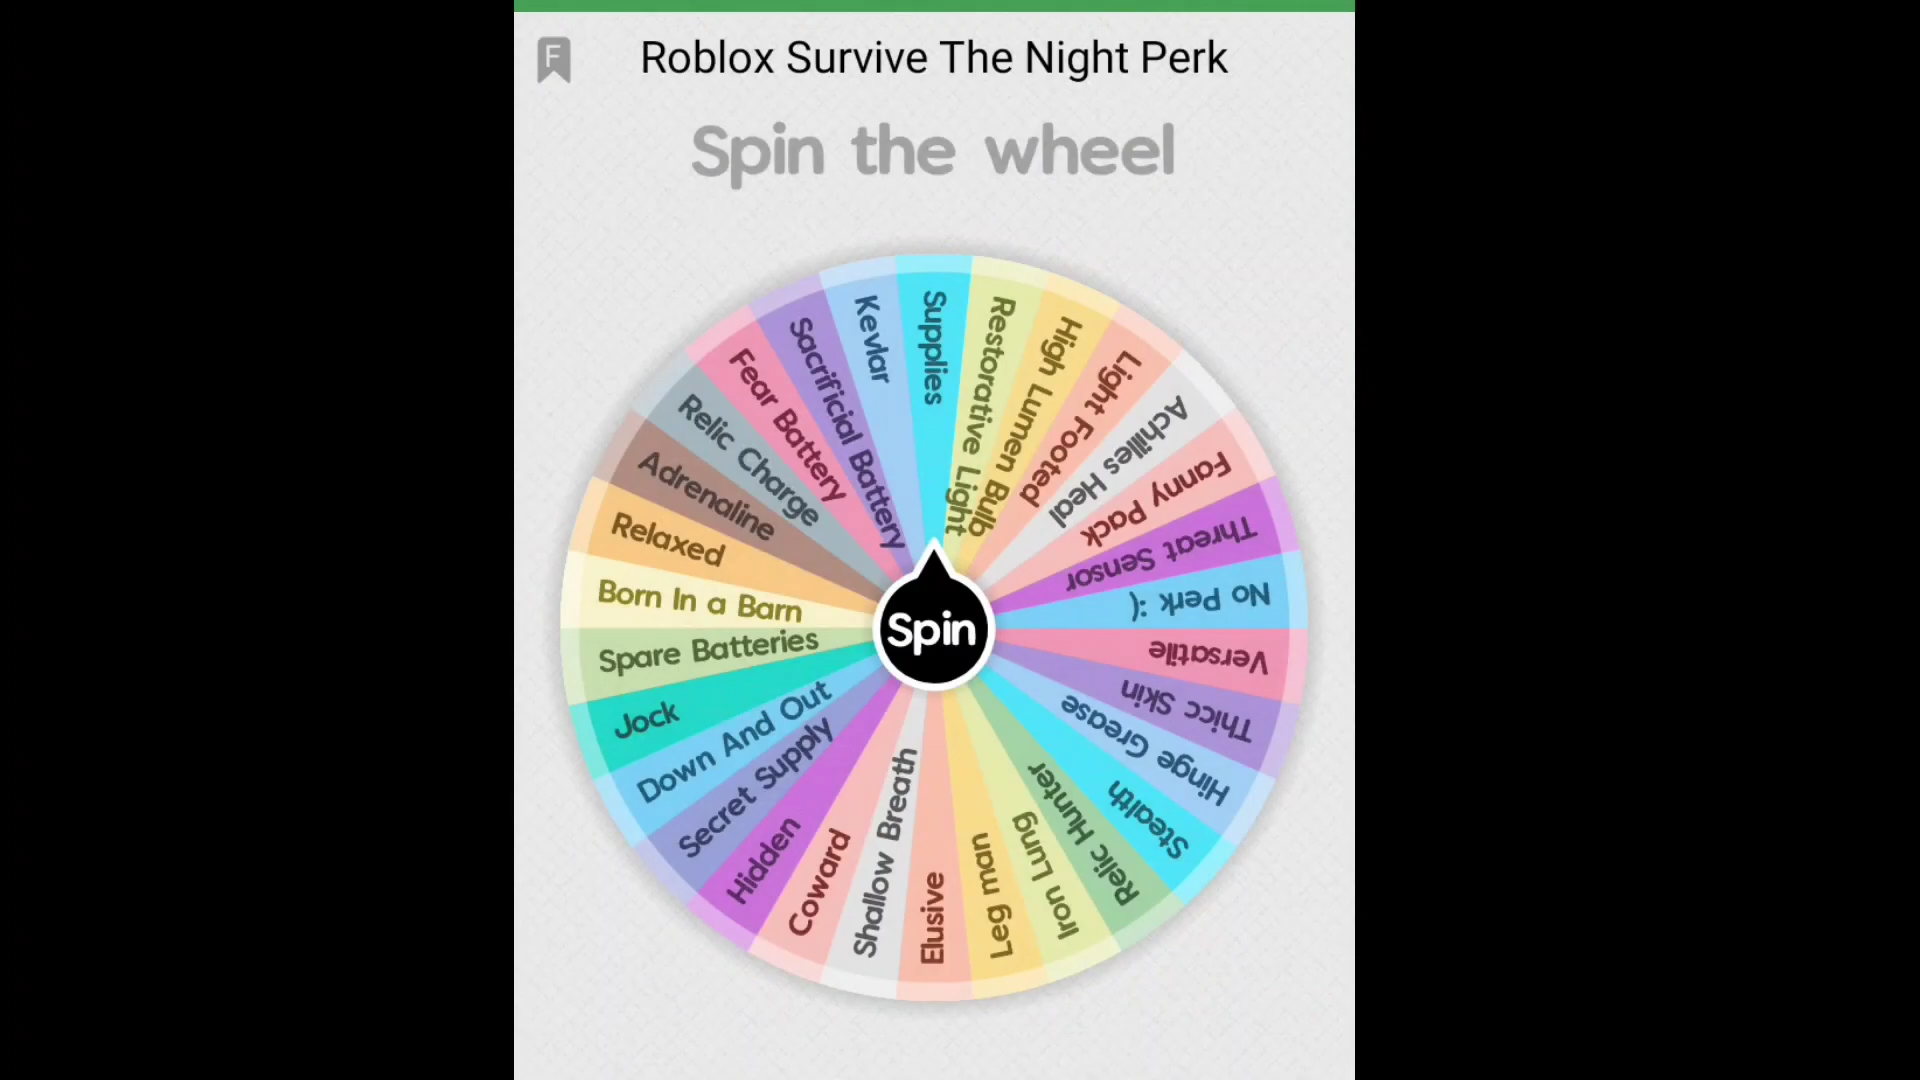 F
Roblox Survive The Night Perk
Spin the wheel
Supplies
Restorative Light
High Lumen Bulb
Light Footed
Achilles Heal
Fanny Pack
Threat Sensor
No Perk :(
Versatile
Thicc Skin
Hinge Grease
Stealth
Relic Hunter
Iron Lung
Leg man
Elusive
Shallow Breath
Coward
Hidden
Secret Supply
Down And Out
Jock
Spare Batteries
Born In a Barn
Relaxed
Adrenaline
Relic Charge
Fear Battery
Sacrificial Battery
Kevlar
Spin